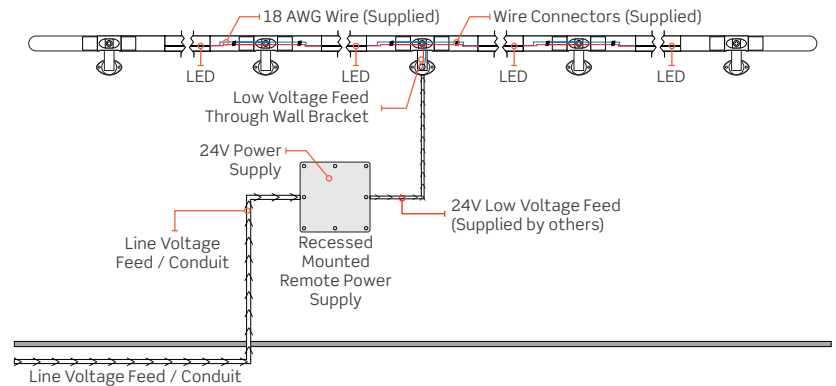 18 AWG Wire (Supplied)
Wire Connectors (Supplied)
LED
LED
LED
LED
Low Voltage Feed
Through Wall Bracket
24V Power
Supply
24V Low Voltage Feed
(Supplied by others)
Line Voltage
Feed / Conduit
Recessed
Mounted
Remote Power
Supply
Line Voltage Feed / Conduit